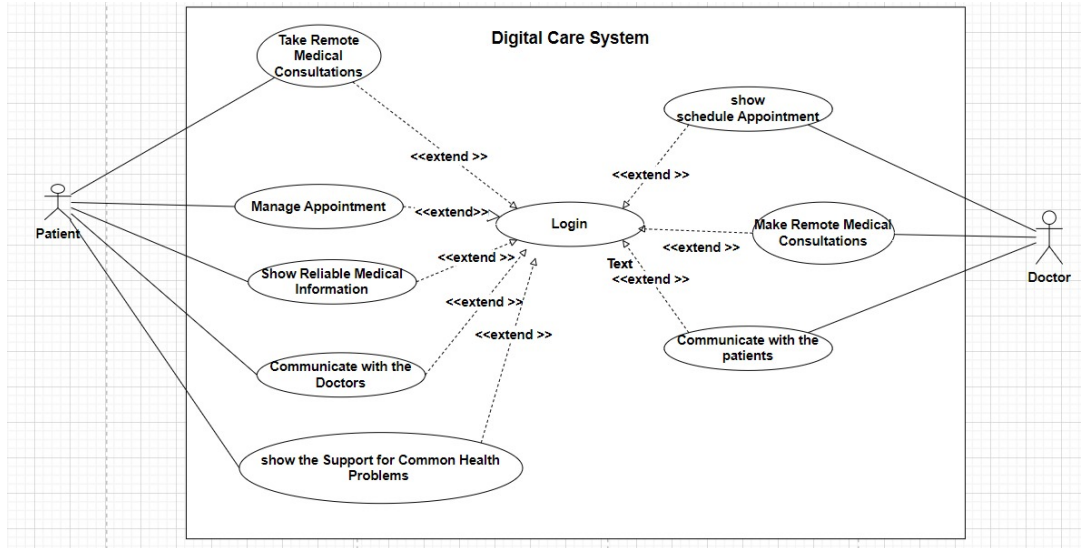 Digital Care System
Take Remote
Medical
Consultations
show
schedule Appointment
<<extend >>
<<extend >>
Manage Appointment
<<extend>>
Login
Make Remote Medical
Consultations
Patient
<<extend >>
Doctor
Show Reliable Medical
Information
<<extend >>
Text
<<extend >>
<<extend >>
<<extend >>
Communicate with the
Doctors
Communicate with the
patients
show the Support for Common Health
Problems